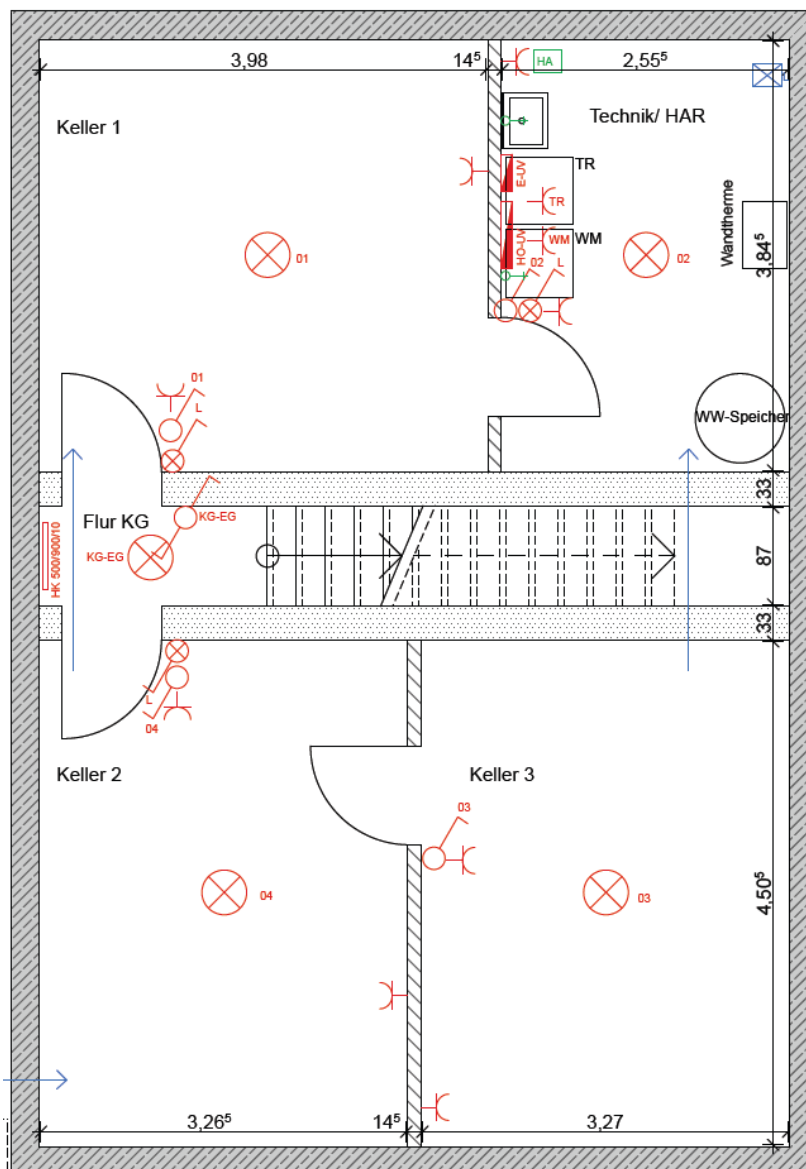 3,98
14⁵
2,55⁵
HA
Keller 1
Technik/ HAR
E-UV
TR
TR
HO-UV
WM
WM
Wandtherme
3,84⁵
01
02
02
L
01
L
WW-Speicher
33
KG-EG
Flur KG
KG-EG
HK 500/900/10
87
33
L
04
Keller 2
Keller 3
03
04
03
4,50⁵
3,26⁵
14⁵
3,27